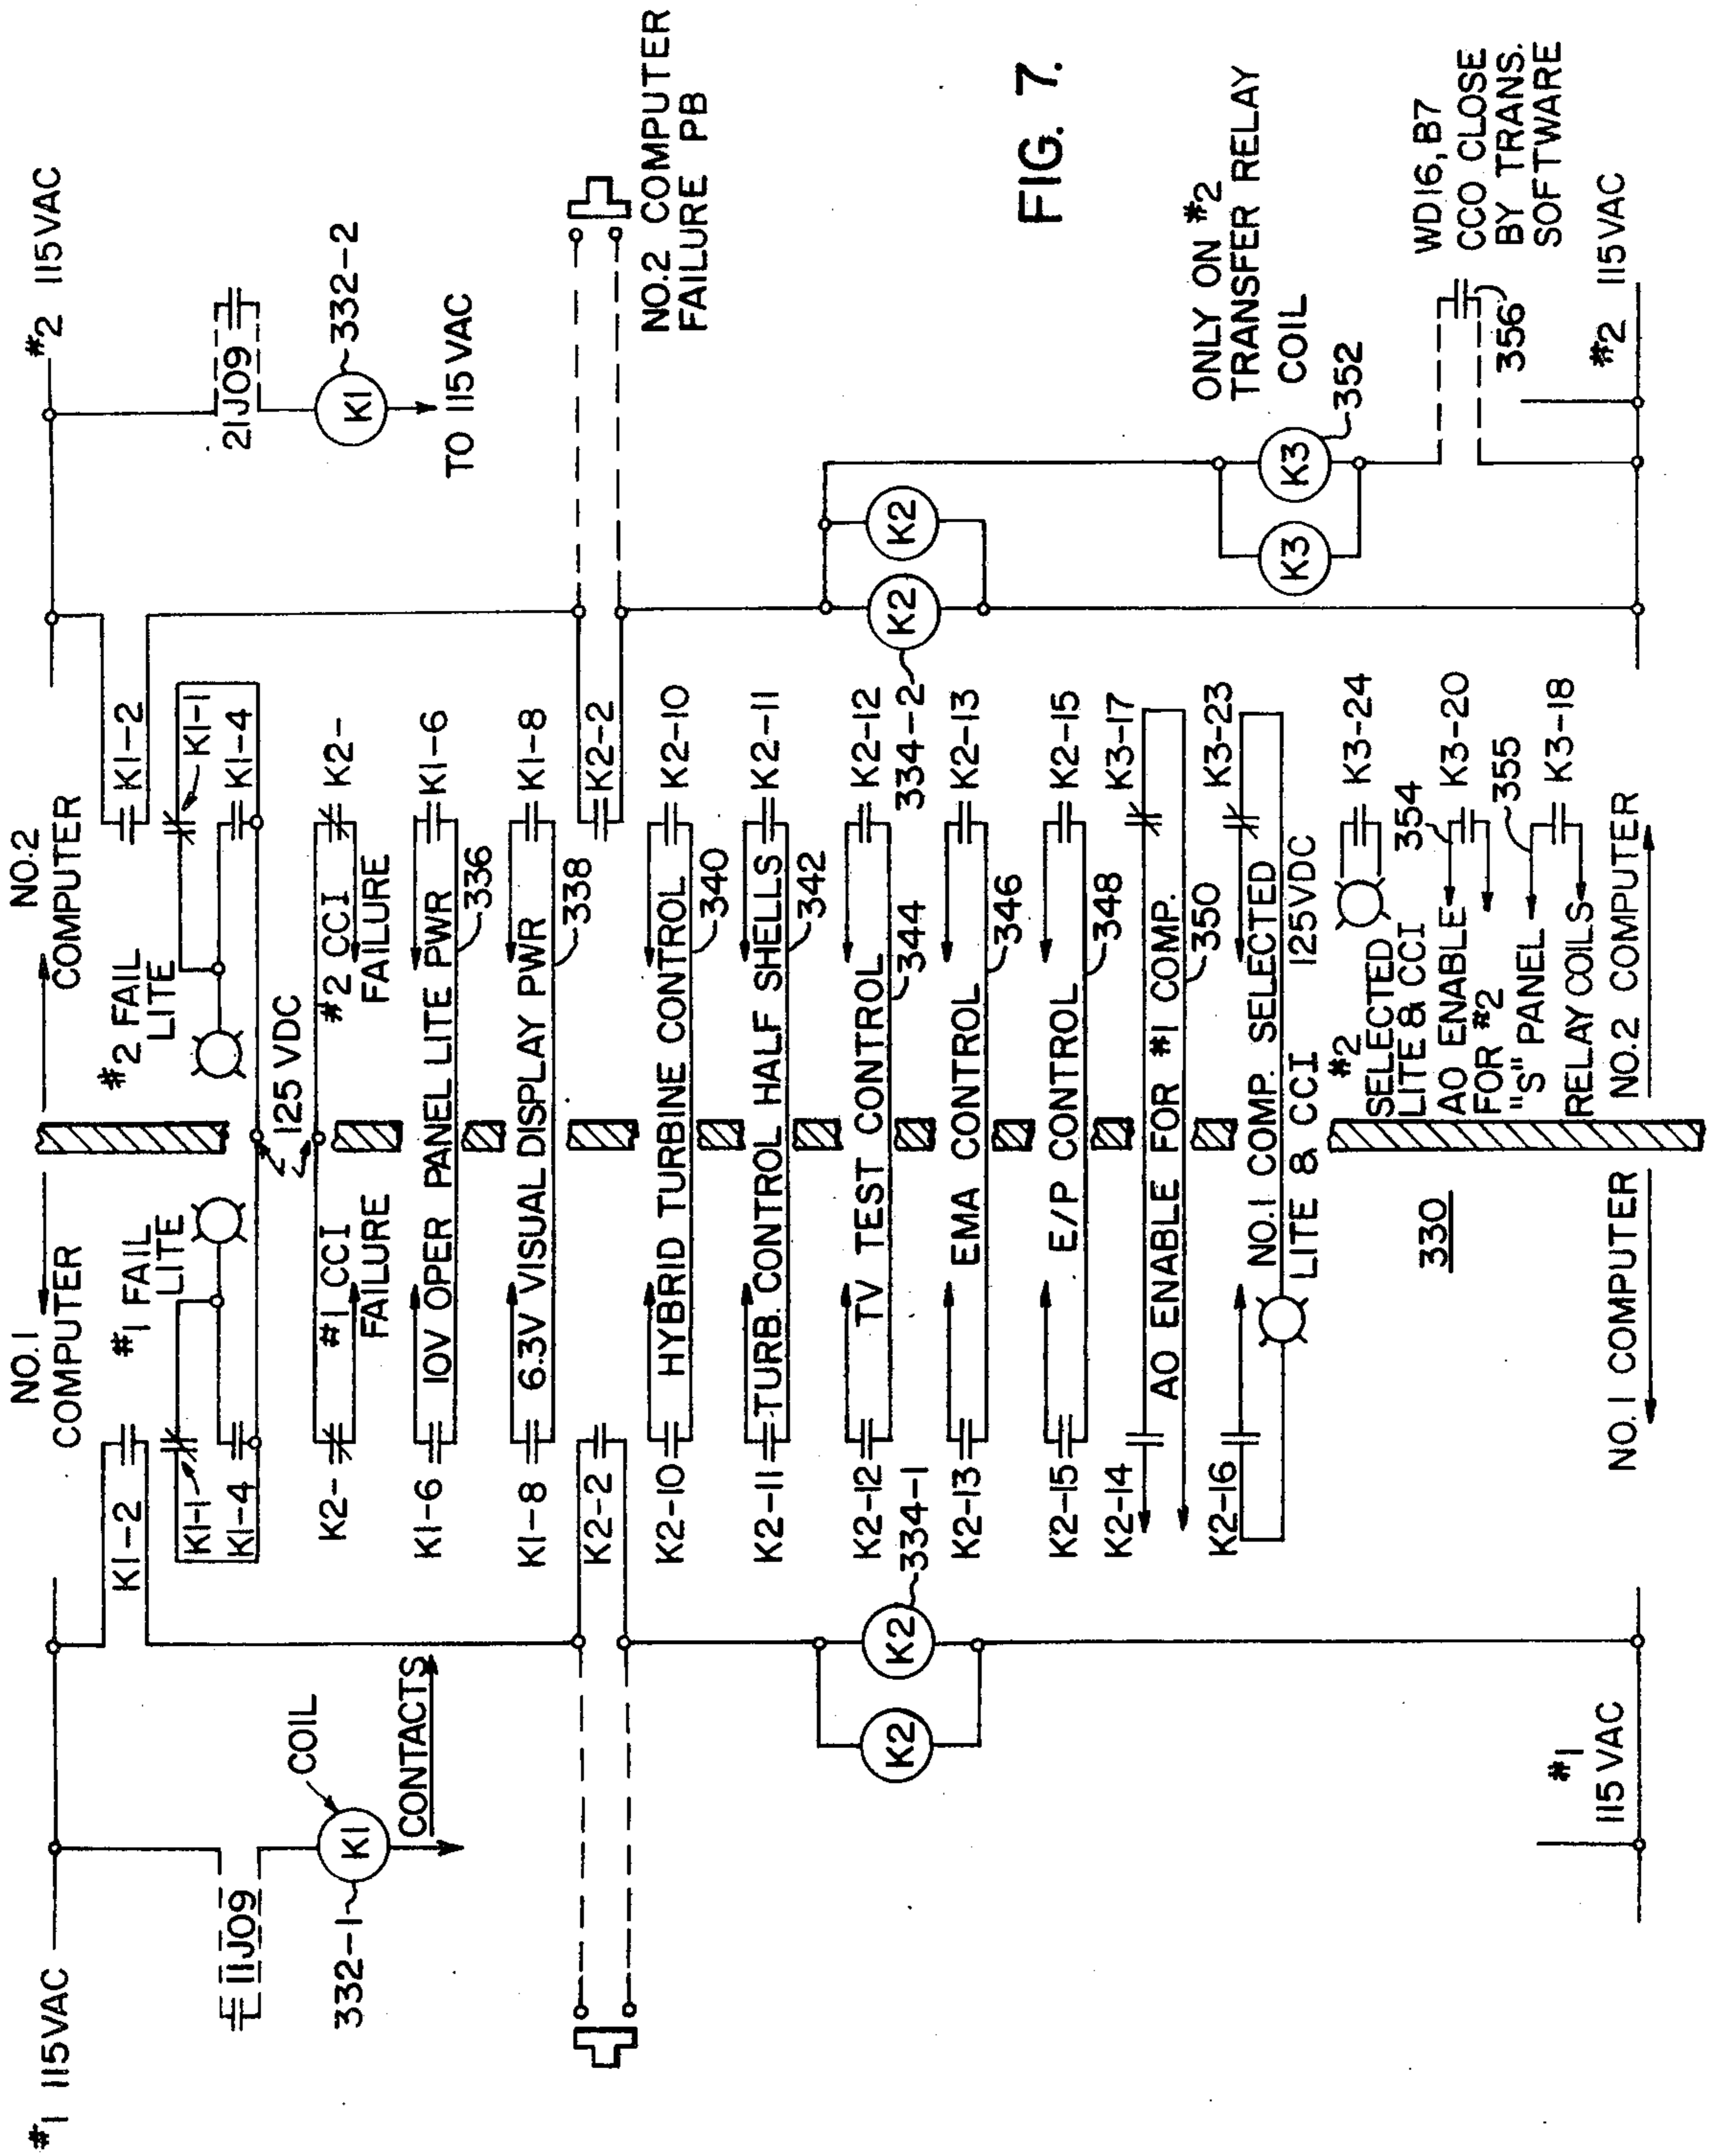 #1 115VAC
11J09
332-1
K1
COIL
CONTACTS
K2
K2
334-1
#1
115 VAC
NO.1
COMPUTER
K1-2
#1 FAIL
LITE
K1-1
K1-4
K2-
#1 CCI
FAILURE
K1-6
10V OPER PANEL LITE PWR
K1-6
336
K1-8
6.3V VISUAL DISPLAY PWR
K1-8
338
K2-2
K2-2
K2-10
HYBRID TURBINE CONTROL
K2-10
340
K2-11
TURB. CONTROL HALF SHELLS
K2-11
342
K2-12
TV TEST CONTROL
K2-12
344
K2-13
EMA CONTROL
K2-13
346
K2-15
E/P CONTROL
K2-15
348
K2-14
AO ENABLE FOR #1 COMP.
K3-17
350
K2-16
NO.1 COMP. SELECTED
LITE & CCI
125VDC
K3-23
330
NO.1 COMPUTER
NO.2
COMPUTER
K1-2
#2 FAIL
LITE
K1-1
K1-4
125 VDC
#2 CCI
FAILURE
K2-
#2
SELECTED
LITE & CCI
K3-24
354
AO ENABLE
FOR #2
K3-20
355
"S" PANEL
RELAY COILS
K3-18
NO.2 COMPUTER
#2 115VAC
21J09
K1
332-2
TO 115VAC
NO.2 COMPUTER
FAILURE PB
K2
K2
334-2
K3
K3
352
ONLY ON #2
TRANSFER RELAY
COIL
WD16, B7
CCO CLOSE
BY TRANS.
SOFTWARE
356
#2 115VAC
FIG. 7.